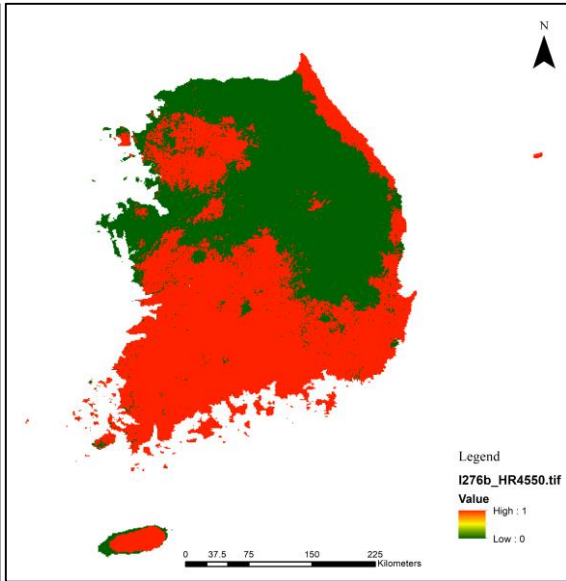 N
Legend
I276b_HR4550.tif
Value
High : 1
Low : 0
0 37.5 75 150 225
Kilometers